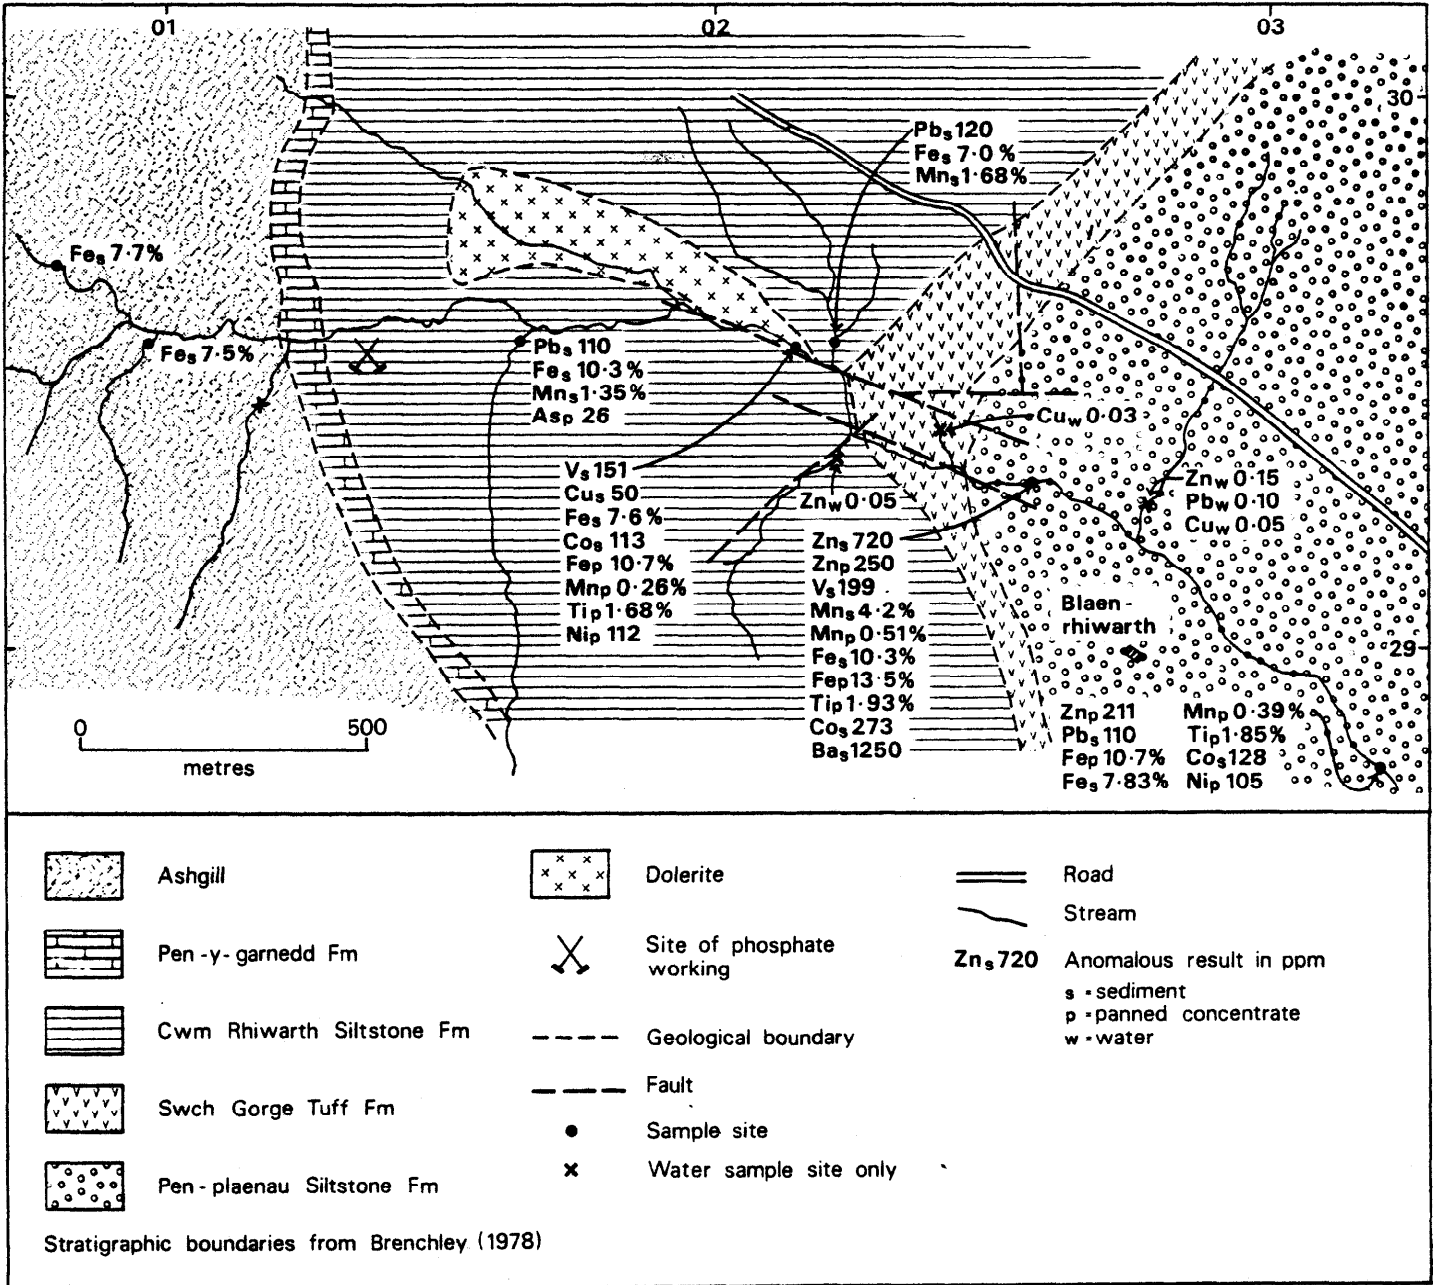 01 02 03
30
Pbs 120
Fes 7·0 %
Mns 1·68%
Fes 7·7%
Fes 7·5%
Pbs 110
Fes 10·3%
Mns 1·35%
Asp 26
Cuw 0·03
Vs 151
Cus 50
Fes 7·6%
Cos 113
Fep 10·7%
Mnp 0·26%
Tip 1·68%
Nip 112
Znw 0·05
Znw 0·15
Pbw 0·10
Cuw 0·05
Zns 720
Znp 250
Vs 199
Mns 4·2%
Mnp 0·51%
Fes 10·3%
Fep 13·5%
Tip 1·93%
Cos 273
Bas 1250
Blaen-
rhiwarth
29
Znp 211 Mnp 0·39%
Pbs 110 Tip 1·85%
Fep 10·7% Cos 128
Fes 7·83% Nip 105
0 500
metres
Ashgill
Pen-y-garnedd Fm
Cwm Rhiwarth Siltstone Fm
Swch Gorge Tuff Fm
Pen-plaenau Siltstone Fm
Dolerite
Site of phosphate
working
Geological boundary
Fault
Sample site
Water sample site only
Road
Stream
Zns 720 Anomalous result in ppm
s - sediment
p - panned concentrate
w - water
Stratigraphic boundaries from Brenchley (1978)